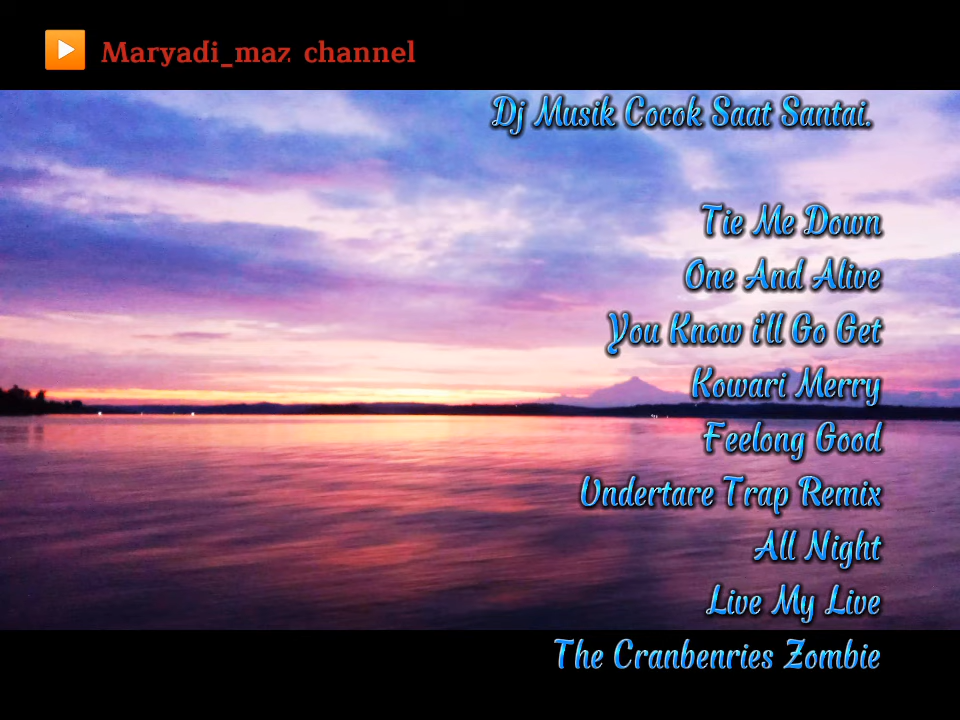 Maryadi_maz channel
Dj Musik Cocok Saat Santai.
Tie Me Down
One And Alive
You Know i'll Go Get
Kowari Merry
Feelong Good
Undertare Trap Remix
All Night
Live My Live
The Cranbenries Zombie